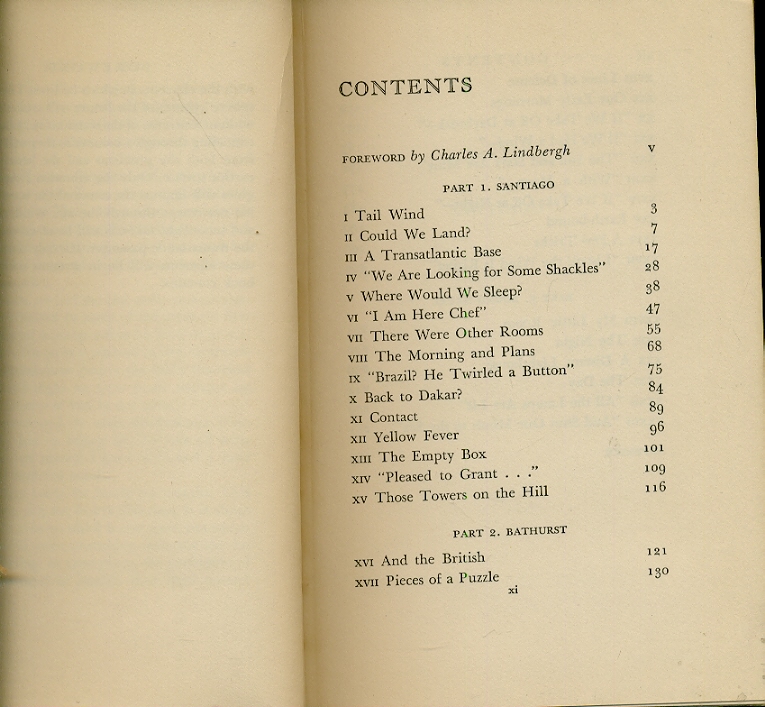 CONTENTS
FOREWORD by Charles A. Lindbergh v
PART 1. SANTIAGO
I Tail Wind 3
II Could We Land? 7
III A Transatlantic Base 17
IV "We Are Looking for Some Shackles" 28
V Where Would We Sleep? 38
VI "I Am Here Chef" 47
VII There Were Other Rooms 55
VIII The Morning and Plans 68
IX "Brazil? He Twirled a Button" 75
X Back to Dakar? 84
XI Contact 89
XII Yellow Fever 96
XIII The Empty Box 101
XIV "Pleased to Grant . . ." 109
XV Those Towers on the Hill 116
PART 2. BATHURST
XVI And the British 121
XVII Pieces of a Puzzle 130
xi